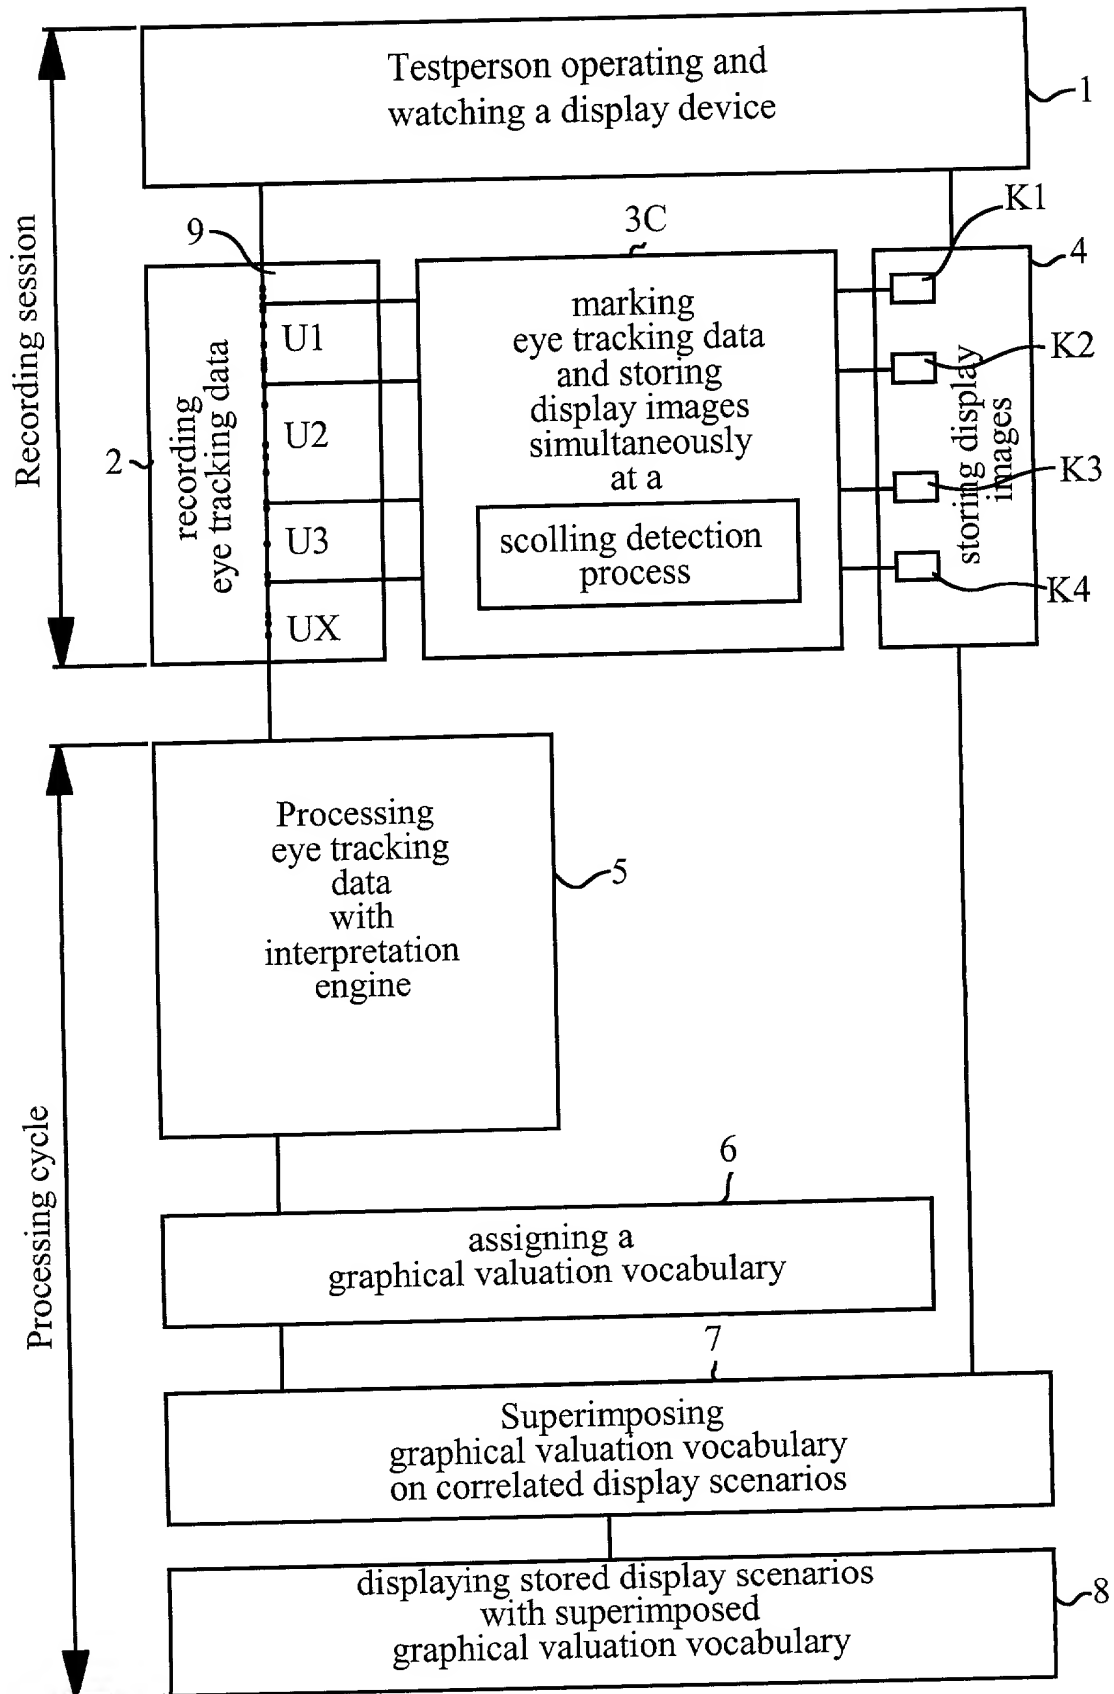 Testperson operating and
watching a display device
1
Recording session
9
3C
K1
4
2
recording
eye tracking data
U1
U2
U3
UX
marking
eye tracking data
and storing
display images
simultaneously
at a
scolling detection
process
storing display
images
K2
K3
K4
Processing cycle
Processing
eye tracking
data
with
interpretation
engine
5
6
assigning a
graphical valuation vocabulary
7
Superimposing
graphical valuation vocabulary
on correlated display scenarios
displaying stored display scenarios
with superimposed
graphical valuation vocabulary
8